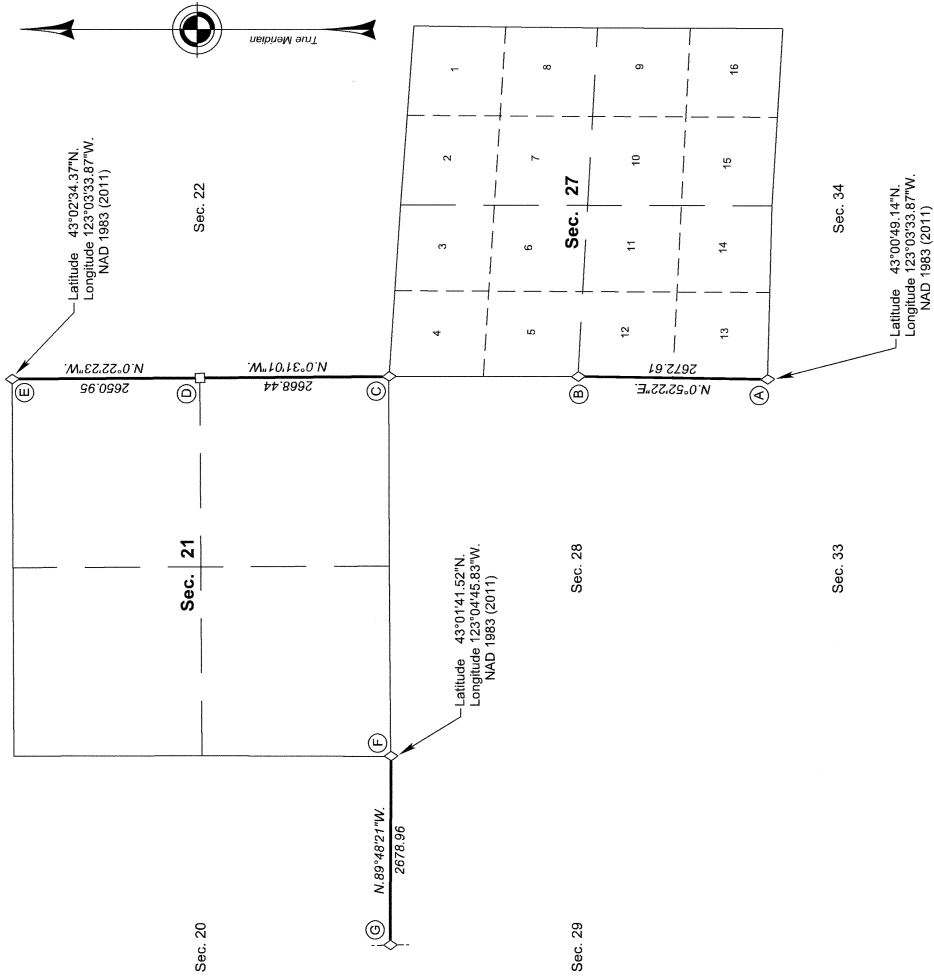 True Meridian
Latitude 43°02'34.37"N.
Longitude 123°03'33.87"W.
NAD 1983 (2011)
Sec. 22
E
N.0°22'23"W.
2650.95
D
N.0°31'01"W.
2668.44
C
Sec. 21
1
2
3
4
8
7
6
5
Sec. 27
9
10
11
12
16
15
14
13
B
N.0°52'22"E.
2672.61
A
Sec. 34
Latitude 43°00'49.14"N.
Longitude 123°03'33.87"W.
NAD 1983 (2011)
Latitude 43°01'41.52"N.
Longitude 123°04'45.83"W.
NAD 1983 (2011)
F
Sec. 28
Sec. 33
N.89°48'21"W.
2678.96
G
Sec. 20
Sec. 29